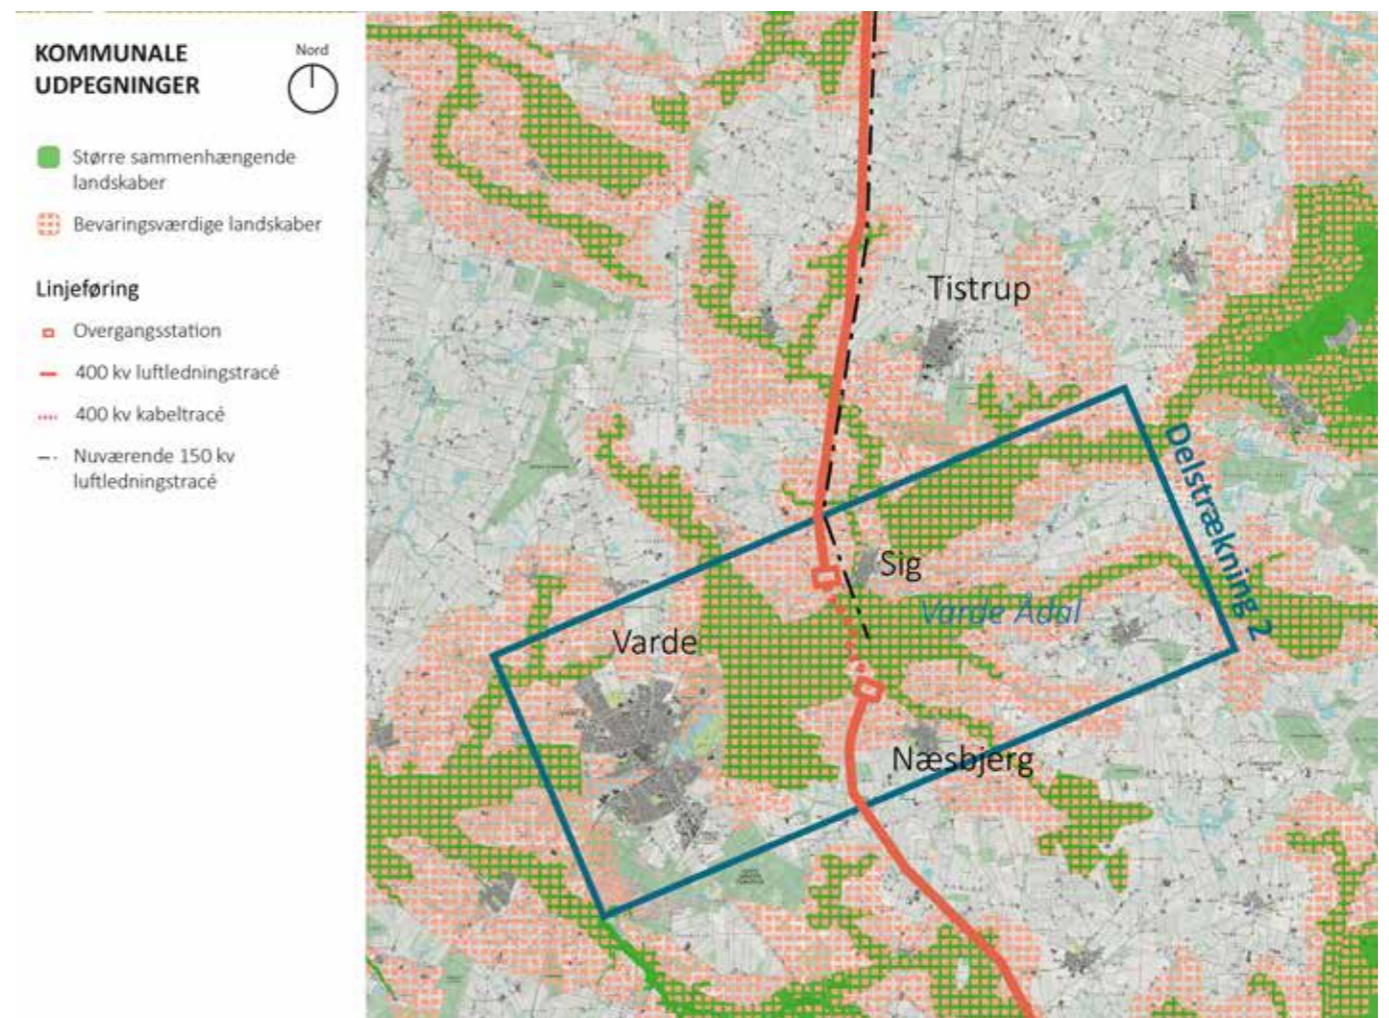 KOMMUNALE
UDPEGNINGER
Nord
Større sammenhængende
landskaber
Bevaringsværdige landskaber
Linjeføring
Overgangsstation
400 kv luftledningstracé
400 kv kabeltracé
Nuværende 150 kv
luftledningstracé
Tistrup
Delstrækning 2
Sig
Varde Ådal
Varde
Næsbjerg